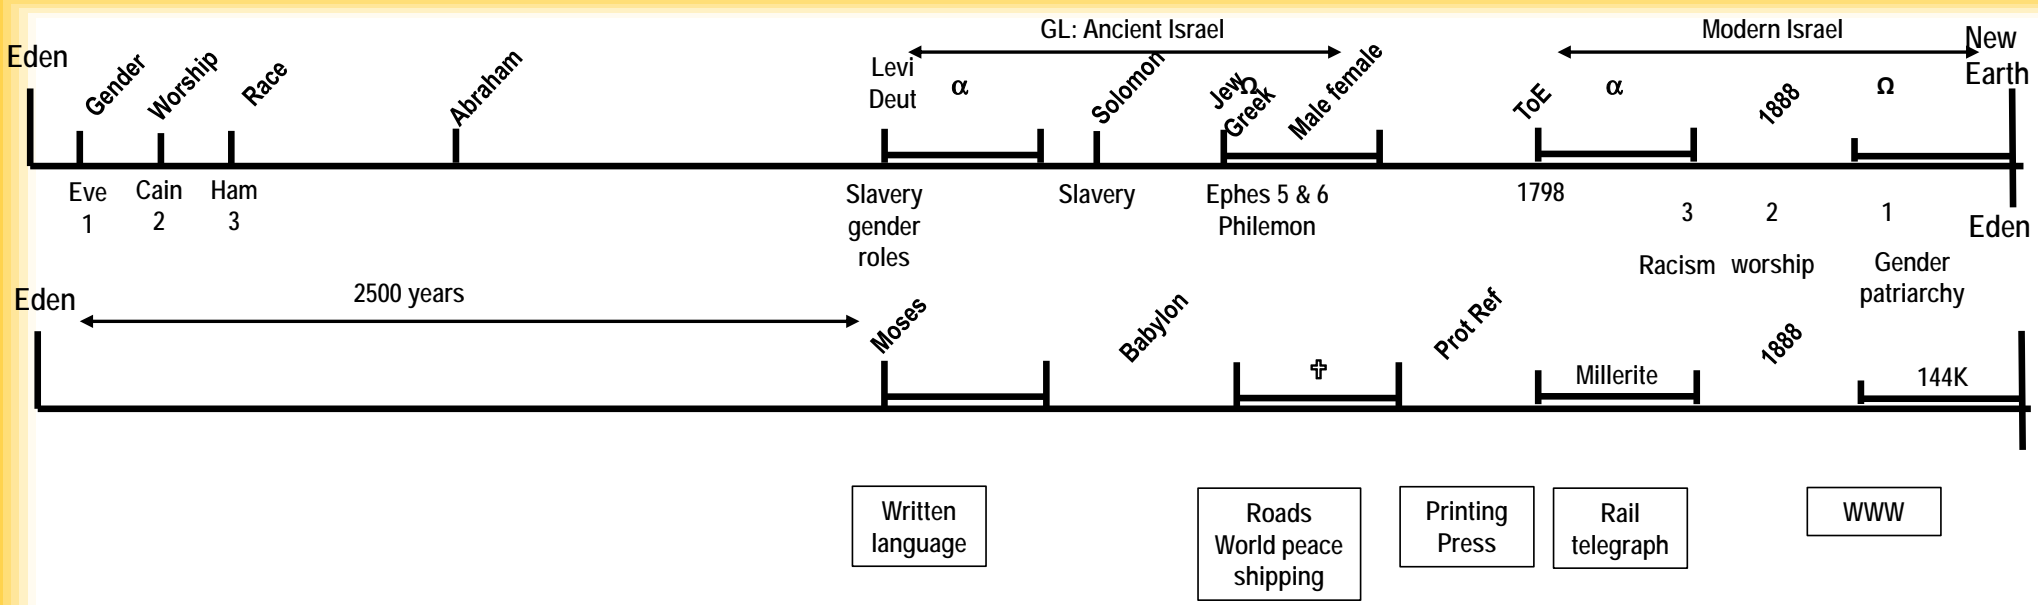 GL: Ancient Israel
Modern Israel
Eden
Gender
Worship
Race
Abraham
Levi
Deut
α
Solomon
Jew
Greek
Ω
Male female
ToE
α
1888
Ω
New
Earth
Eve
1
Cain
2
Ham
3
Slavery
gender
roles
Slavery
Ephes 5 & 6
Philemon
1798
3
Racism
2
worship
1
Gender
patriarchy
Eden
Eden
2500 years
Moses
Babylon
✞
Prot Ref
Millerite
1888
144K
Written
language
Roads
World peace
shipping
Printing
Press
Rail
telegraph
WWW